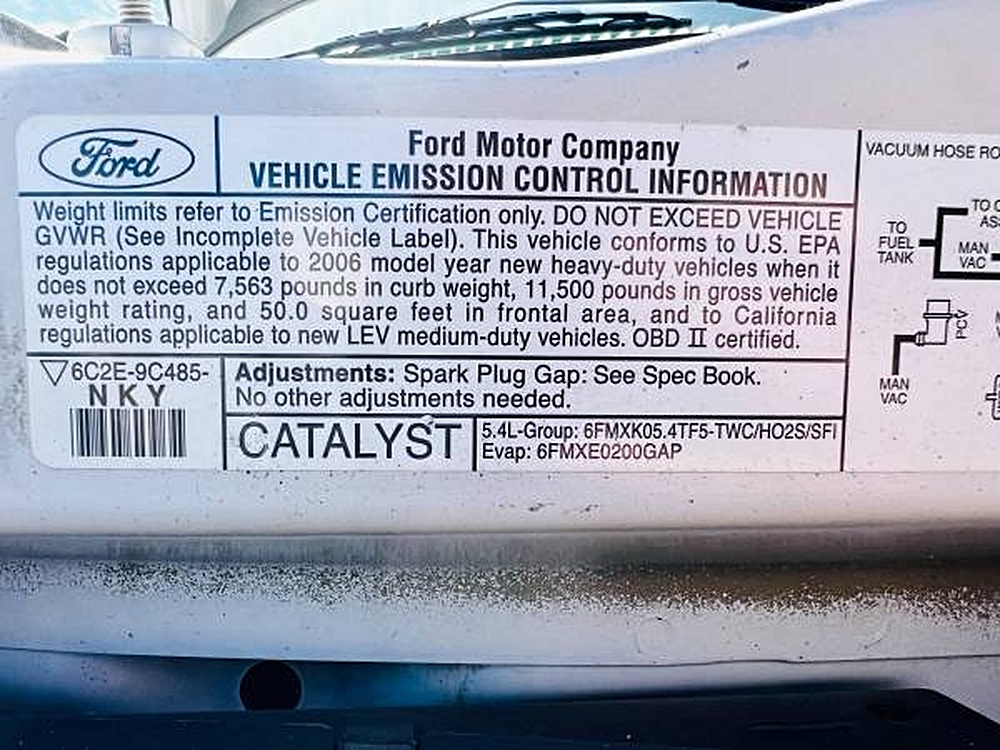 Ford
Ford Motor Company
VEHICLE EMISSION CONTROL INFORMATION
Weight limits refer to Emission Certification only. DO NOT EXCEED VEHICLE
GVWR (See Incomplete Vehicle Label). This vehicle conforms to U.S. EPA
regulations applicable to 2006 model year new heavy-duty vehicles when it
does not exceed 7,563 pounds in curb weight, 11,500 pounds in gross vehicle
weight rating, and 50.0 square feet in frontal area, and to California
regulations applicable to new LEV medium-duty vehicles. OBD II certified.
6C2E-9C485-
NKY
Adjustments: Spark Plug Gap: See Spec Book.
No other adjustments needed.
CATALYST
5.4L-Group: 6FMXK05.4TF5-TWC/HO2S/SFI
Evap: 6FMXE0200GAP
VACUUM HOSE RO
TO
FUEL
TANK
TO
AS
MAN
VAC
PC
MAN
VAC